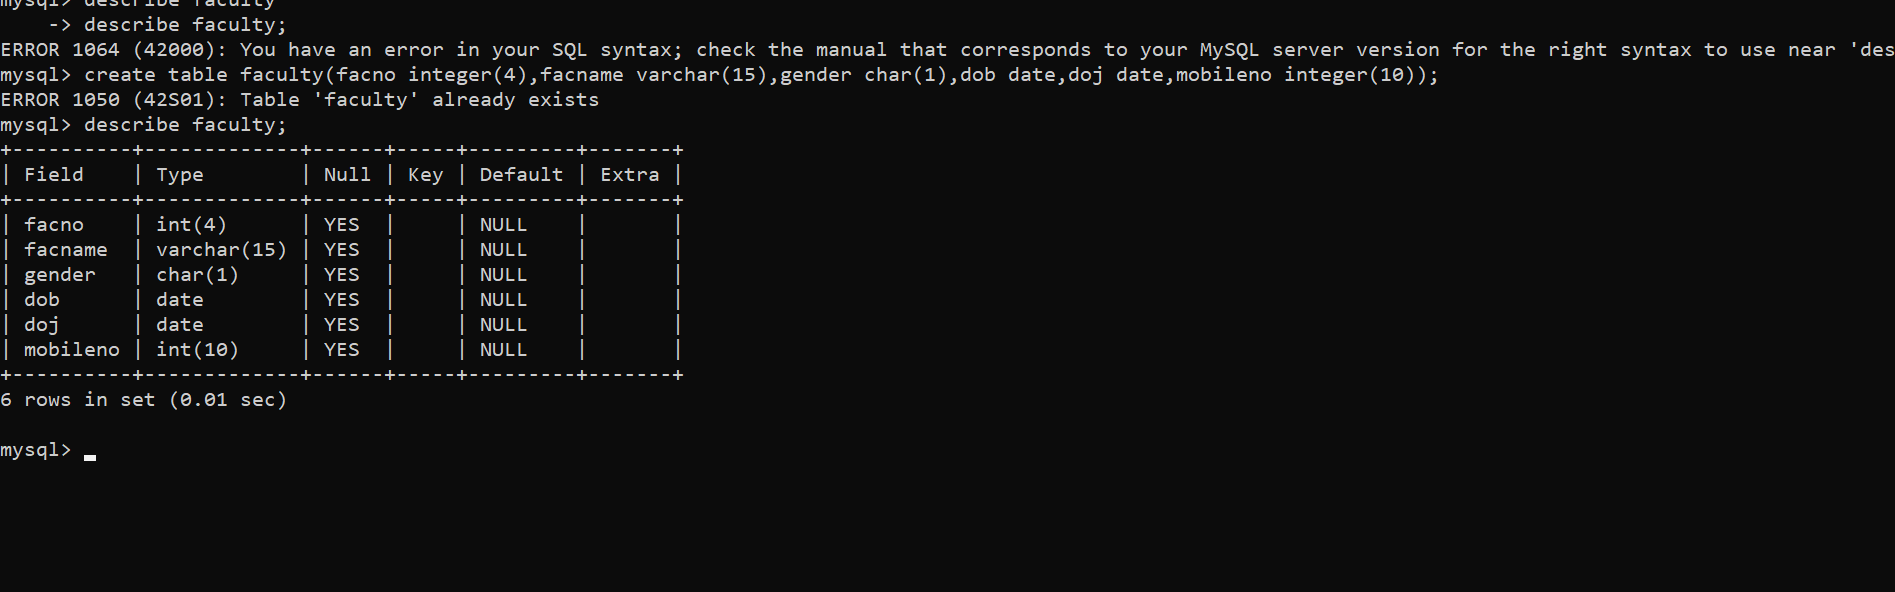 mysql> describe faculty
    -> describe faculty;
ERROR 1064 (42000): You have an error in your SQL syntax; check the manual that corresponds to your MySQL server version for the right syntax to use near 'des
mysql> create table faculty(facno integer(4),facname varchar(15),gender char(1),dob date,doj date,mobileno integer(10));
ERROR 1050 (42S01): Table 'faculty' already exists
mysql> describe faculty;
+----------+-------------+------+-----+---------+-------+
| Field    | Type        | Null | Key | Default | Extra |
+----------+-------------+------+-----+---------+-------+
| facno    | int(4)      | YES  |     | NULL    |       |
| facname  | varchar(15) | YES  |     | NULL    |       |
| gender   | char(1)     | YES  |     | NULL    |       |
| dob      | date        | YES  |     | NULL    |       |
| doj      | date        | YES  |     | NULL    |       |
| mobileno | int(10)     | YES  |     | NULL    |       |
+----------+-------------+------+-----+---------+-------+
6 rows in set (0.01 sec)

mysql>